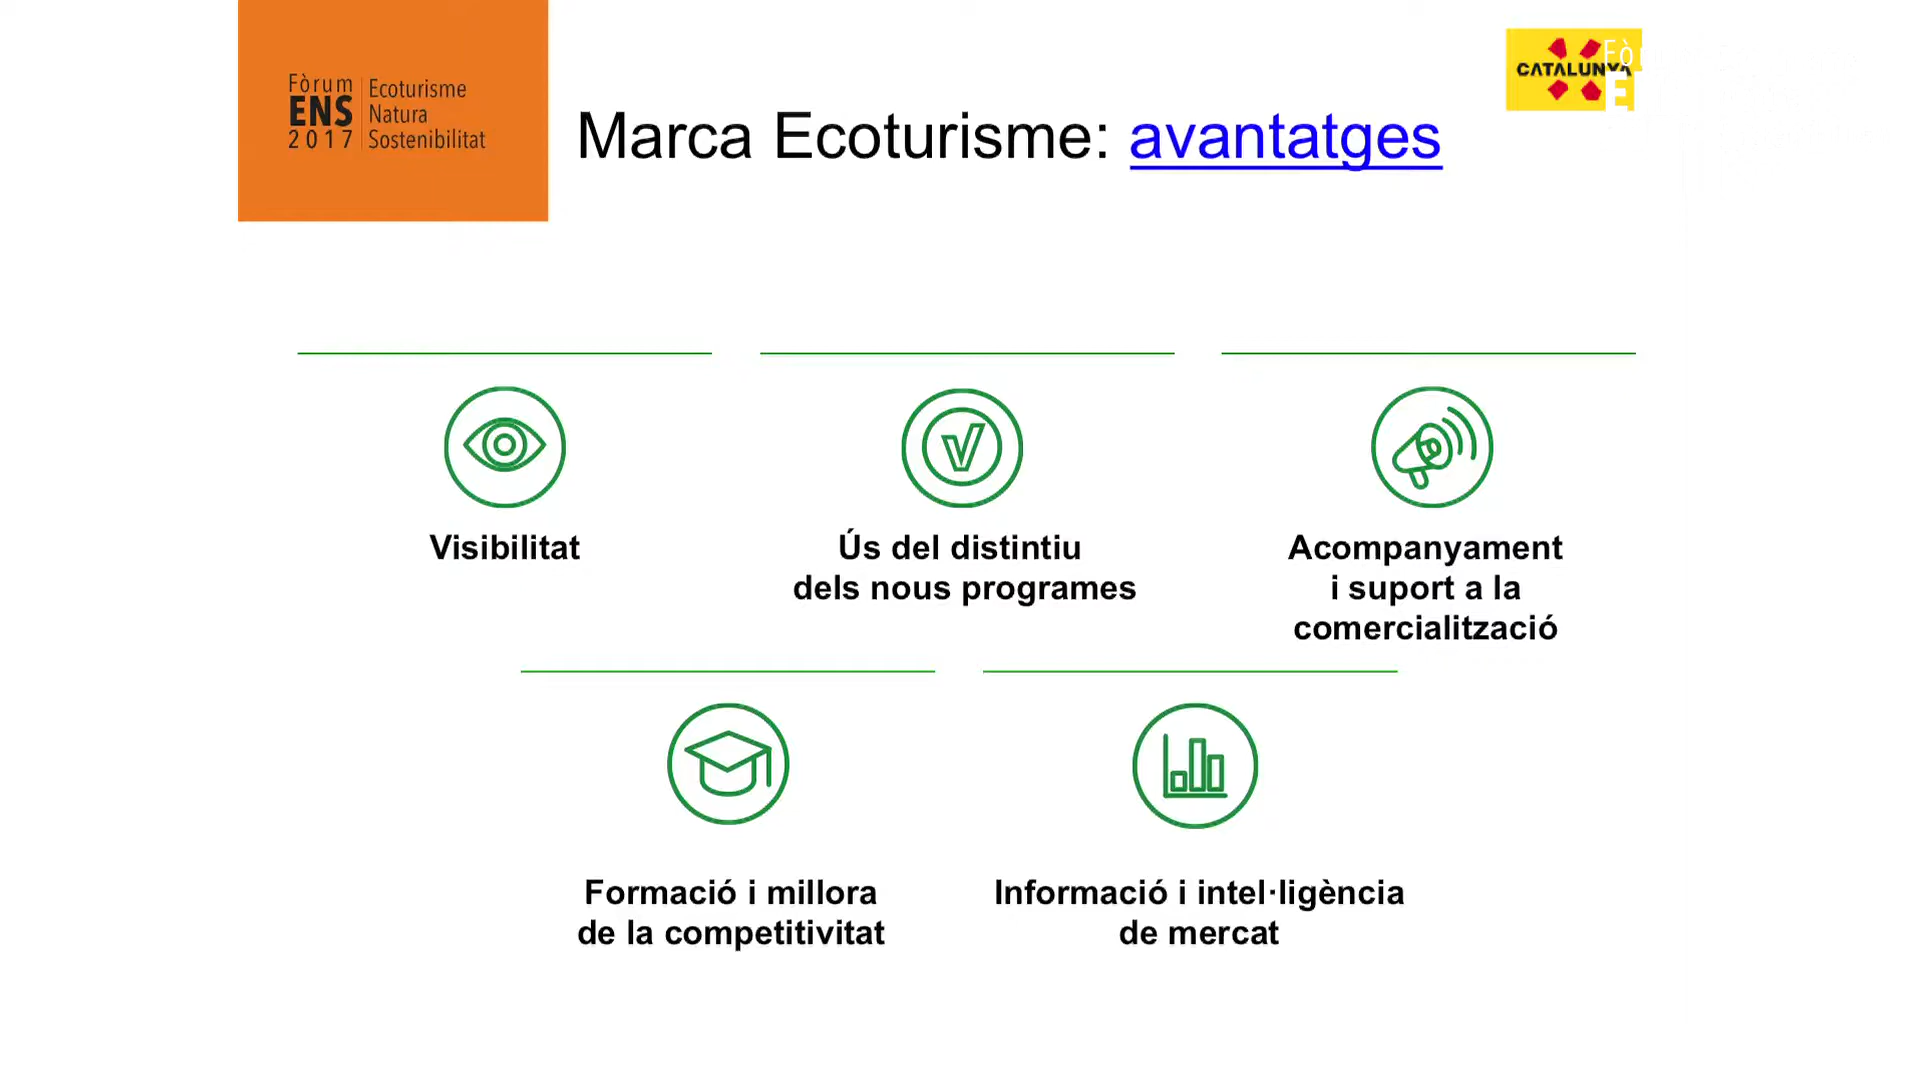 Fòrum
ENS
2017
Ecoturisme
Natura
Sostenibilitat
Marca Ecoturisme: avantatges
CATALUNYA
Visibilitat
Ús del distintiu
dels nous programes
Acompanyament
i suport a la
comercialització
Formació i millora
de la competitivitat
Informació i intel·ligència
de mercat